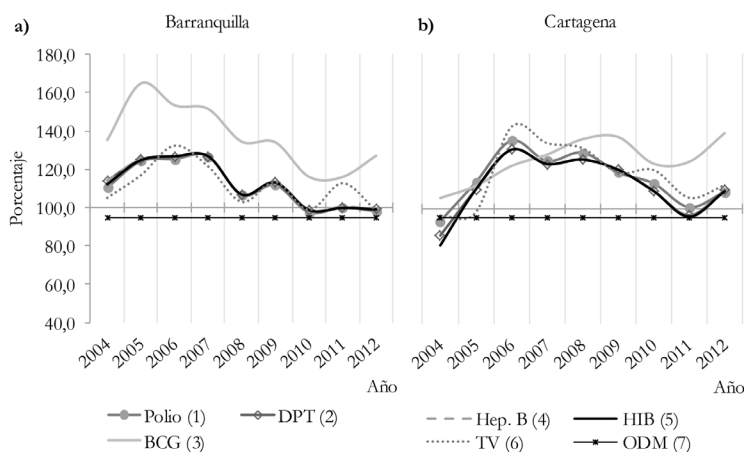 a) Barranquilla
b) Cartagena
Porcentaje
180,0
160,0
140,0
120,0
100,0
80,0
60,0
40,0
2004 2005 2006 2007 2008 2009 2010 2011 2012
2004 2005 2006 2007 2008 2009 2010 2011 2012
Año
Año
Polio (1) DPT (2)
BCG (3)
Hep. B (4) HIB (5)
TV (6) ODM (7)